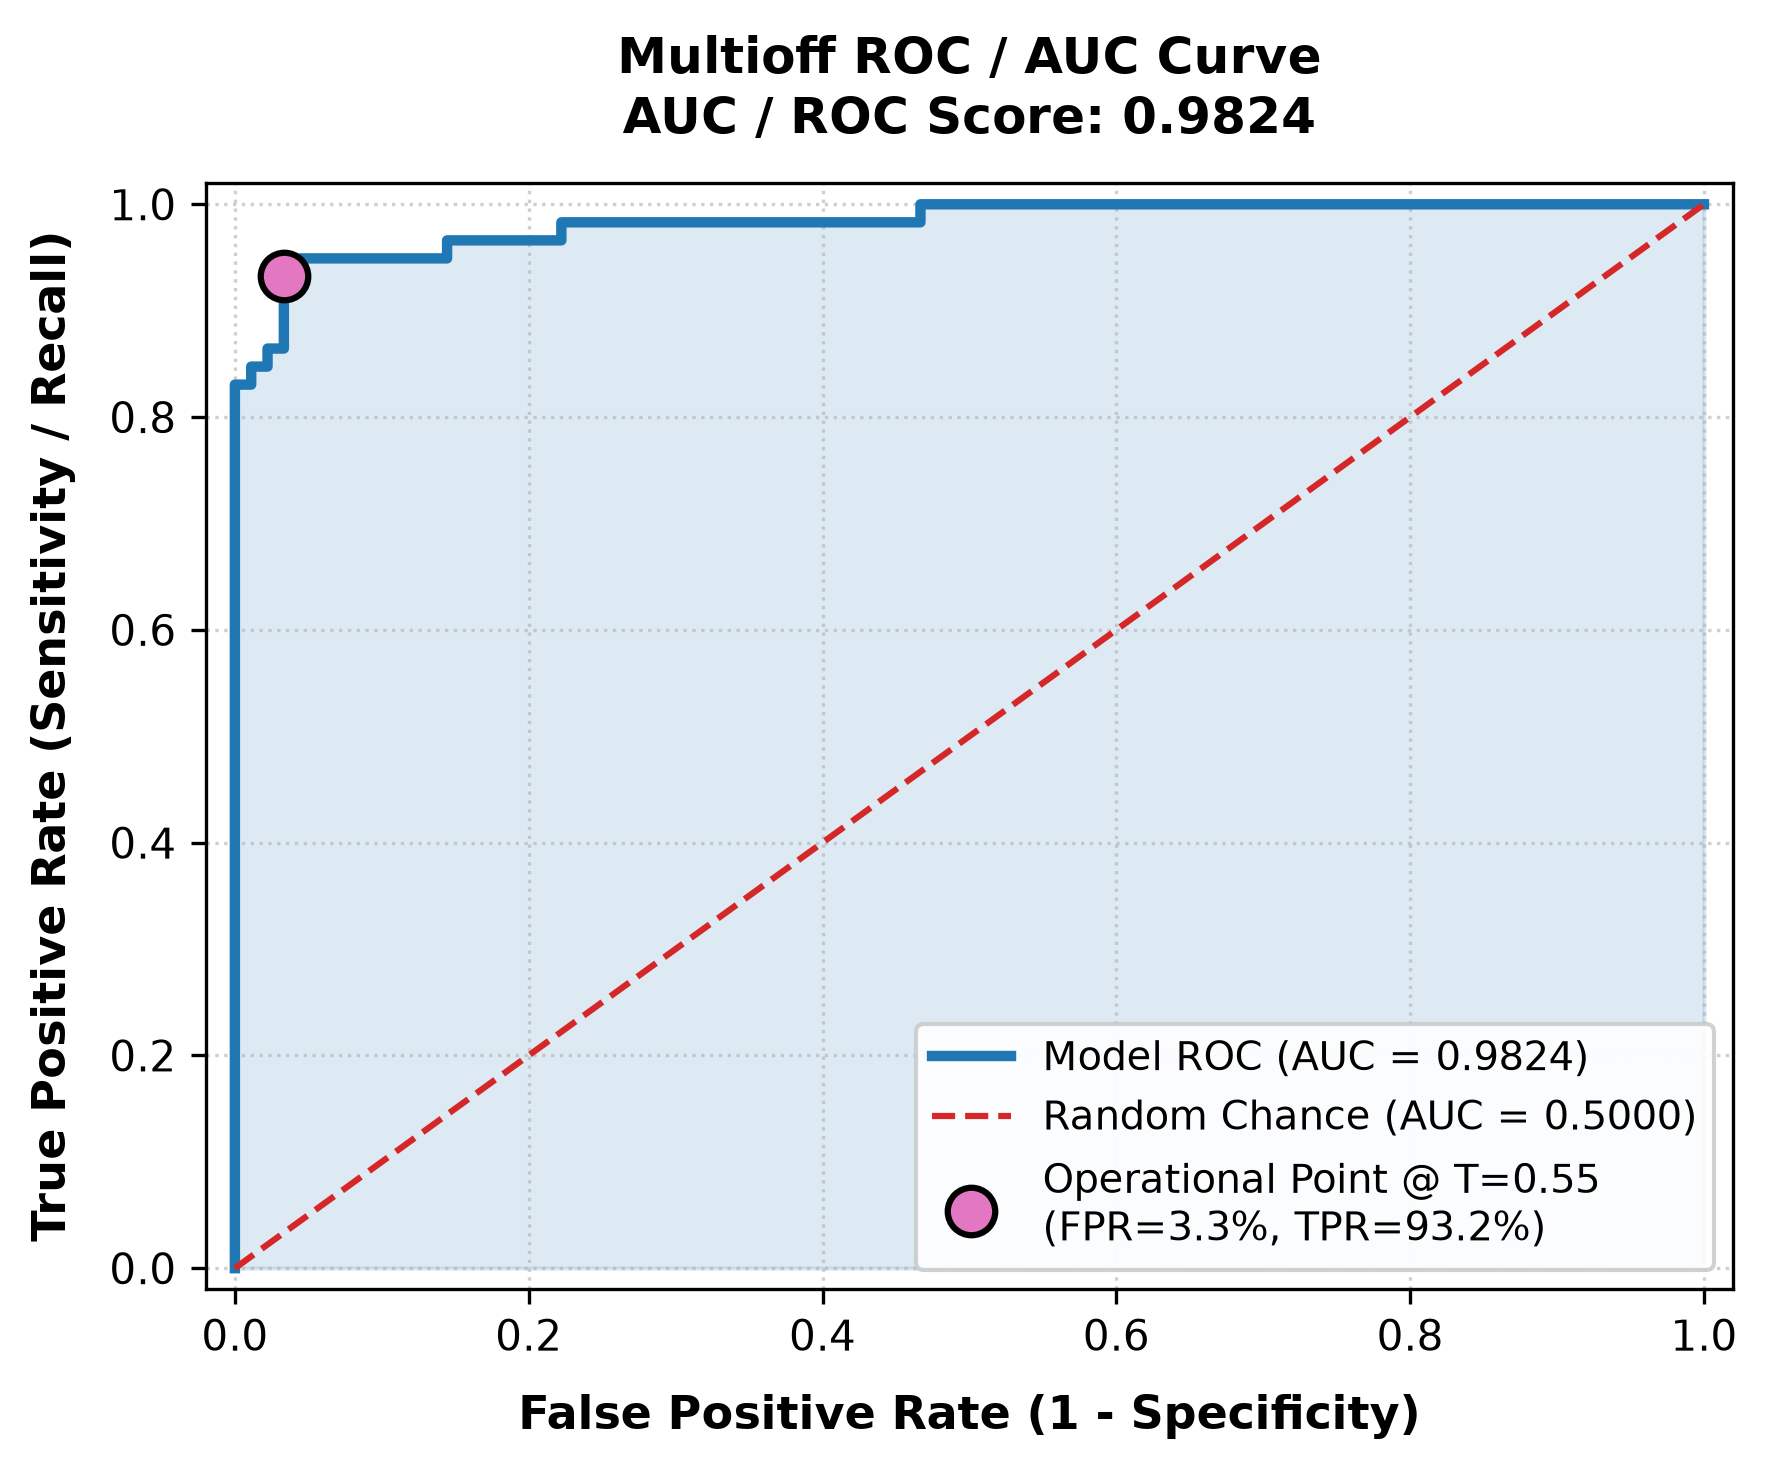 Multioff ROC / AUC Curve
AUC / ROC Score: 0.9824
True Positive Rate (Sensitivity / Recall)
1.0
0.8
0.6
0.4
0.2
0.0
Model ROC (AUC = 0.9824)
Random Chance (AUC = 0.5000)
Operational Point @ T=0.55
(FPR=3.3%, TPR=93.2%)
0.0 0.2 0.4 0.6 0.8 1.0
False Positive Rate (1 - Specificity)